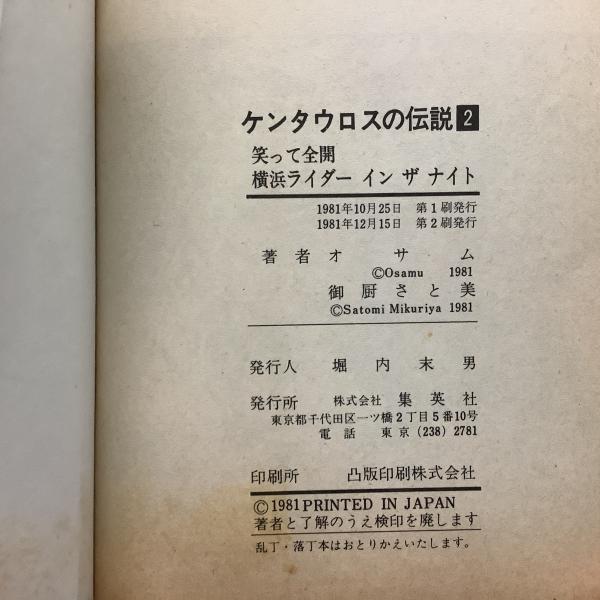 ケンタウロスの伝説2
笑って全開
横浜ライダー イン ザ ナイト
1981年10月25日 第1刷発行
1981年12月15日 第2刷発行
著者 オサム
©Osamu 1981
御厨さと美
©Satomi Mikuriya 1981
発行人 堀内末男
発行所 株式会社 集英社
東京都千代田区一ツ橋2丁目5番10号
電話 東京(238)2781
印刷所 凸版印刷株式会社
©1981 PRINTED IN JAPAN
著者と了解のうえ検印を廃します
乱丁・落丁本はおとりかえいたします。